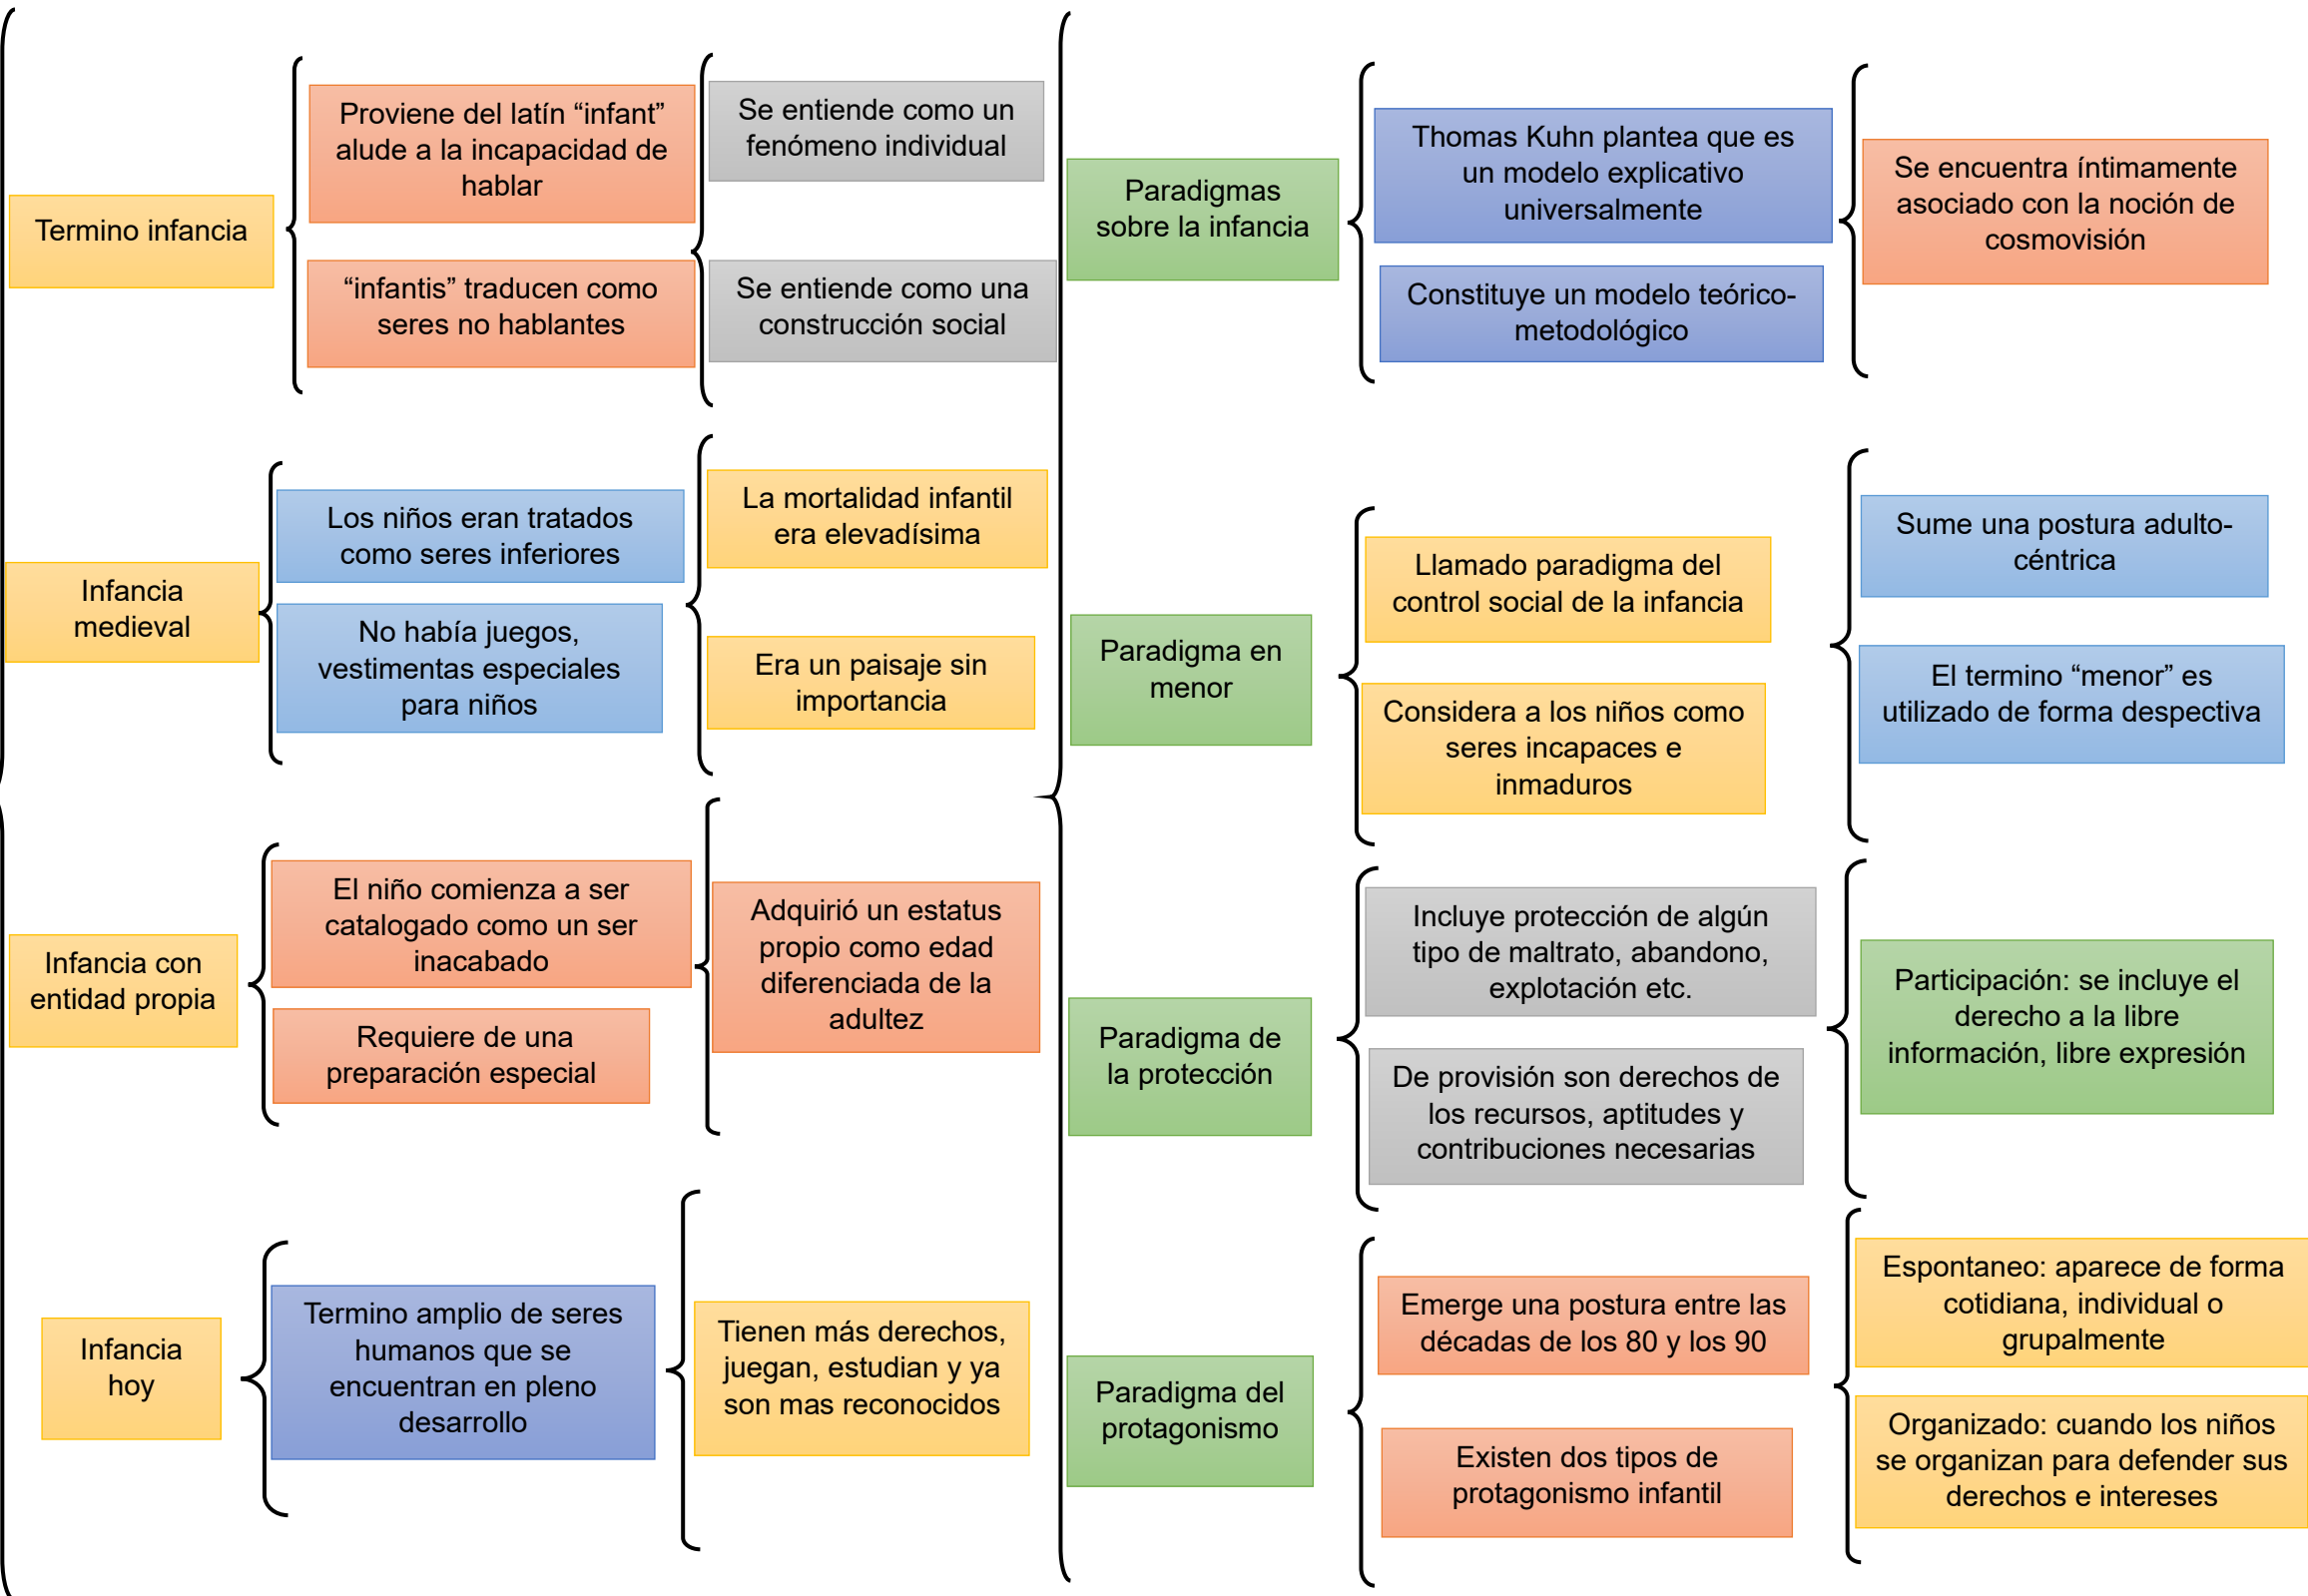 Termino infancia
Proviene del latín “infant”
alude a la incapacidad de
hablar
“infantis” traducen como
seres no hablantes
Se entiende como un
fenómeno individual
Se entiende como una
construcción social
Infancia
medieval
Los niños eran tratados
como seres inferiores
No había juegos,
vestimentas especiales
para niños
La mortalidad infantil
era elevadísima
Era un paisaje sin
importancia
Infancia con
entidad propia
El niño comienza a ser
catalogado como un ser
inacabado
Requiere de una
preparación especial
Adquirió un estatus
propio como edad
diferenciada de la
adultez
Infancia
hoy
Termino amplio de seres
humanos que se
encuentran en pleno
desarrollo
Tienen más derechos,
juegan, estudian y ya
son mas reconocidos
Paradigmas
sobre la infancia
Thomas Kuhn plantea que es
un modelo explicativo
universalmente
Constituye un modelo teórico-
metodológico
Se encuentra íntimamente
asociado con la noción de
cosmovisión
Paradigma en
menor
Llamado paradigma del
control social de la infancia
Considera a los niños como
seres incapaces e
inmaduros
Sume una postura adulto-
céntrica
El termino “menor” es
utilizado de forma despectiva
Paradigma de
la protección
Incluye protección de algún
tipo de maltrato, abandono,
explotación etc.
De provisión son derechos de
los recursos, aptitudes y
contribuciones necesarias
Participación: se incluye el
derecho a la libre
información, libre expresión
Paradigma del
protagonismo
Emerge una postura entre las
décadas de los 80 y los 90
Existen dos tipos de
protagonismo infantil
Espontaneo: aparece de forma
cotidiana, individual o
grupalmente
Organizado: cuando los niños
se organizan para defender sus
derechos e intereses